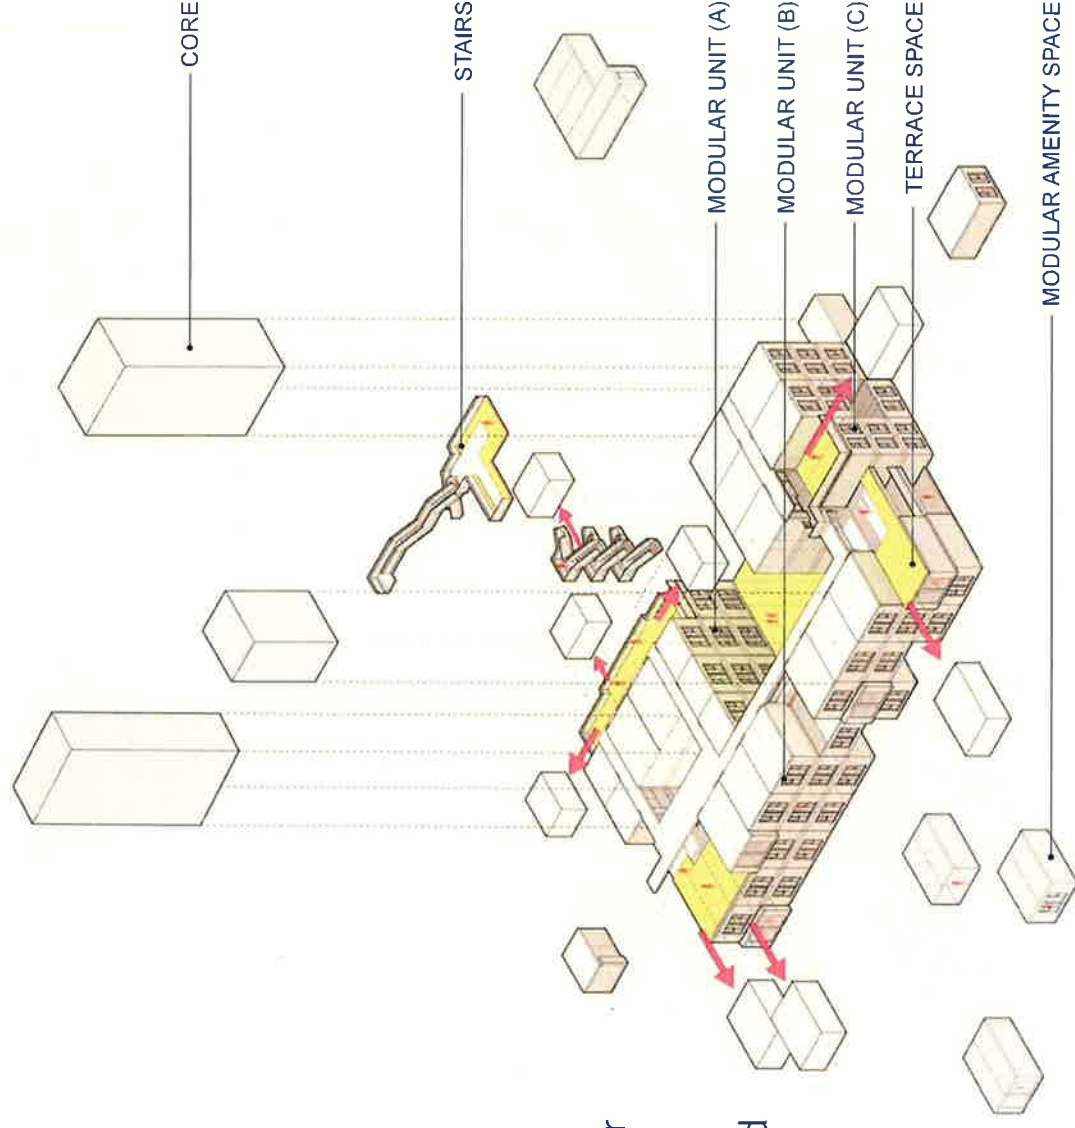 CORE
STAIRS
MODULAR UNIT (A)
MODULAR UNIT (B)
MODULAR UNIT (C)
TERRACE SPACE
MODULAR AMENITY SPACE